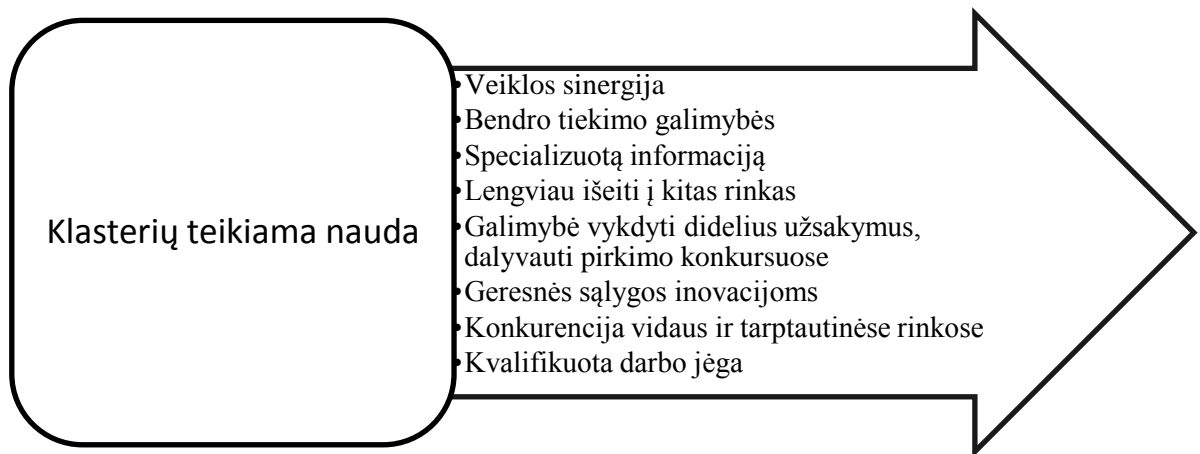 Klasterių teikiama nauda
•Veiklos sinergija
•Bendro tiekimo galimybės
•Specializuotą informaciją
•Lengviau išeiti į kitas rinkas
•Galimybė vykdyti didelius užsakymus,
dalyvauti pirkimo konkursuose
•Geresnės sąlygos inovacijoms
•Konkurencija vidaus ir tarptautinėse rinkose
•Kvalifikuota darbo jėga